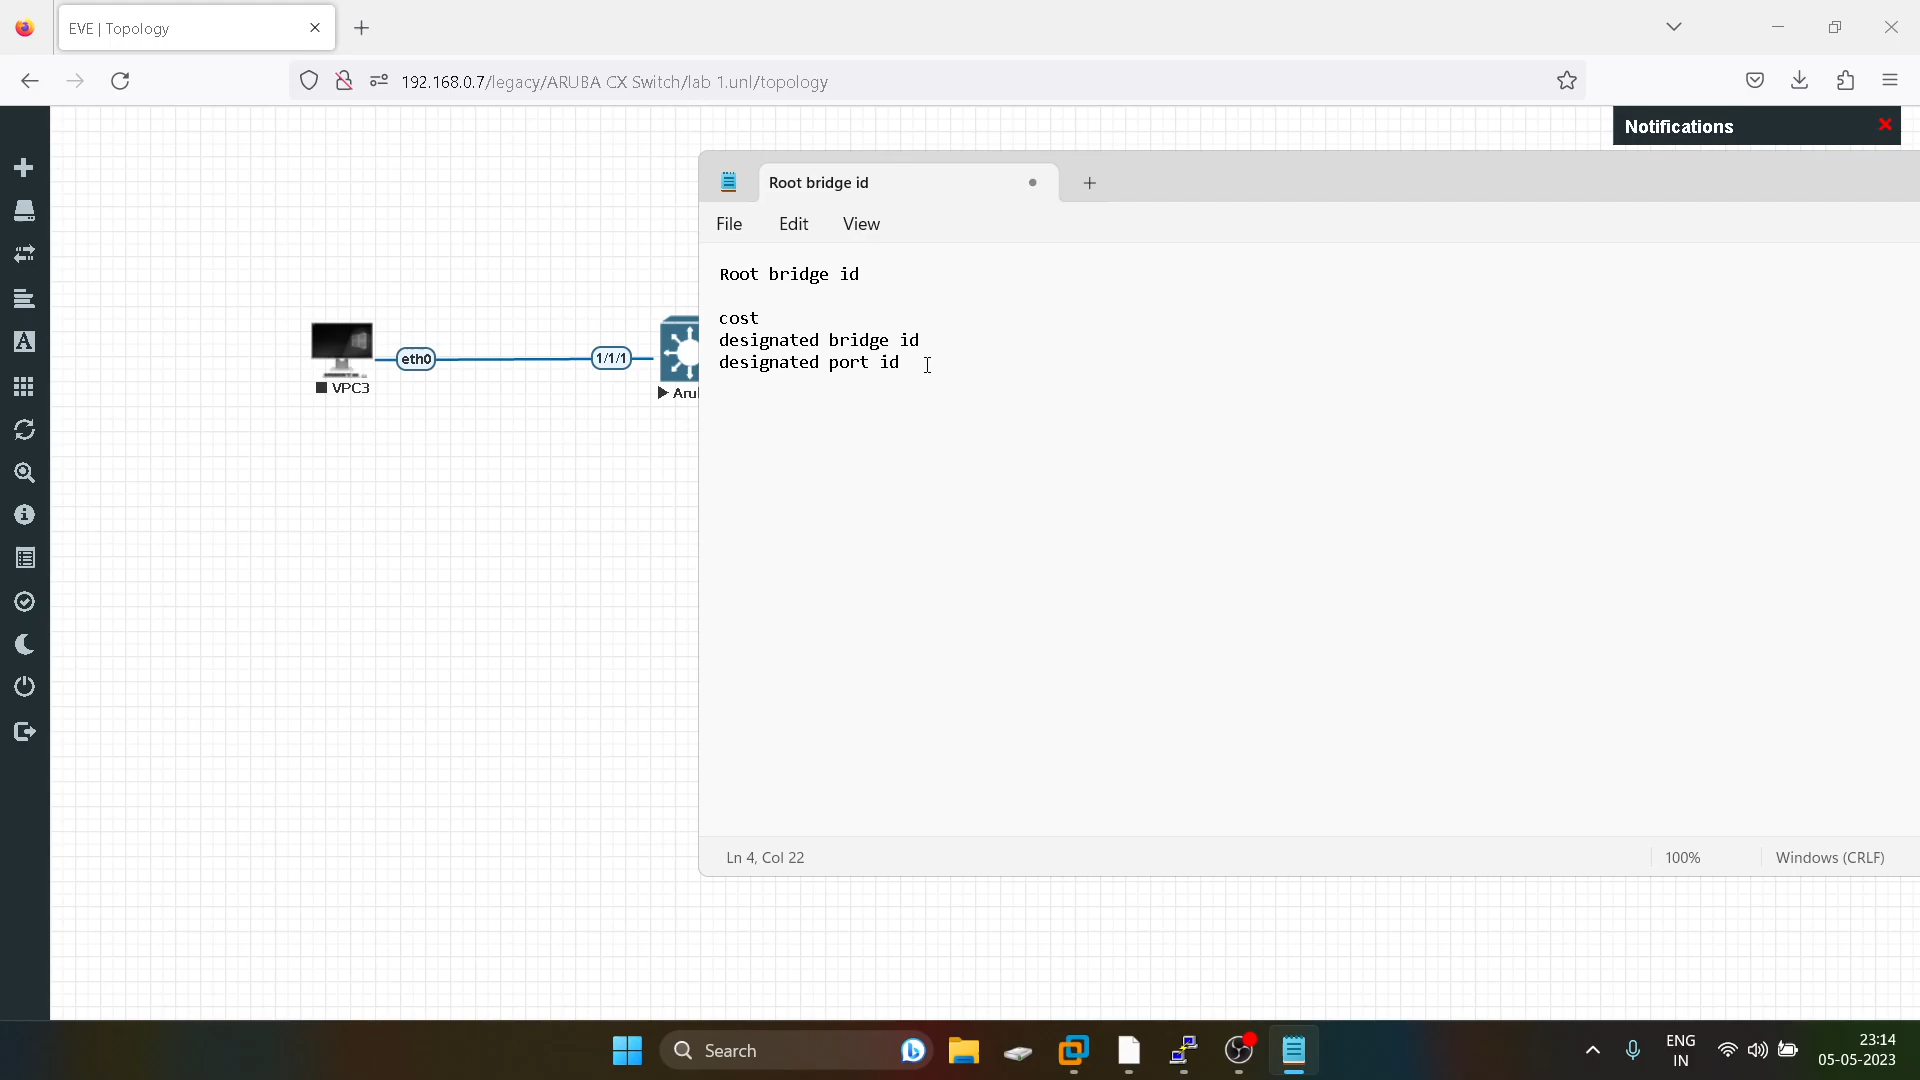 EVE | Topology
192.168.0.7/legacy/ARUBA CX Switch/lab 1.unl/topology
Notifications
Root bridge id
File Edit View
Root bridge id
cost
designated bridge id
designated port id
eth0
1/1/1
VPC3
Aru
Ln 4, Col 22
100%
Windows (CRLF)
Search
ENG
IN
23:14
05-05-2023